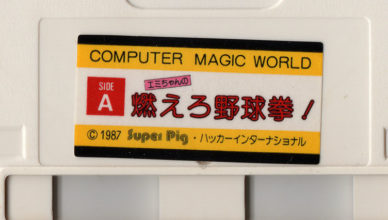 COMPUTER MAGIC WORLD
SIDE A
エミちゃんの
燃えろ野球拳!
© 1987 Super Pig・ハッカーインターナショナル